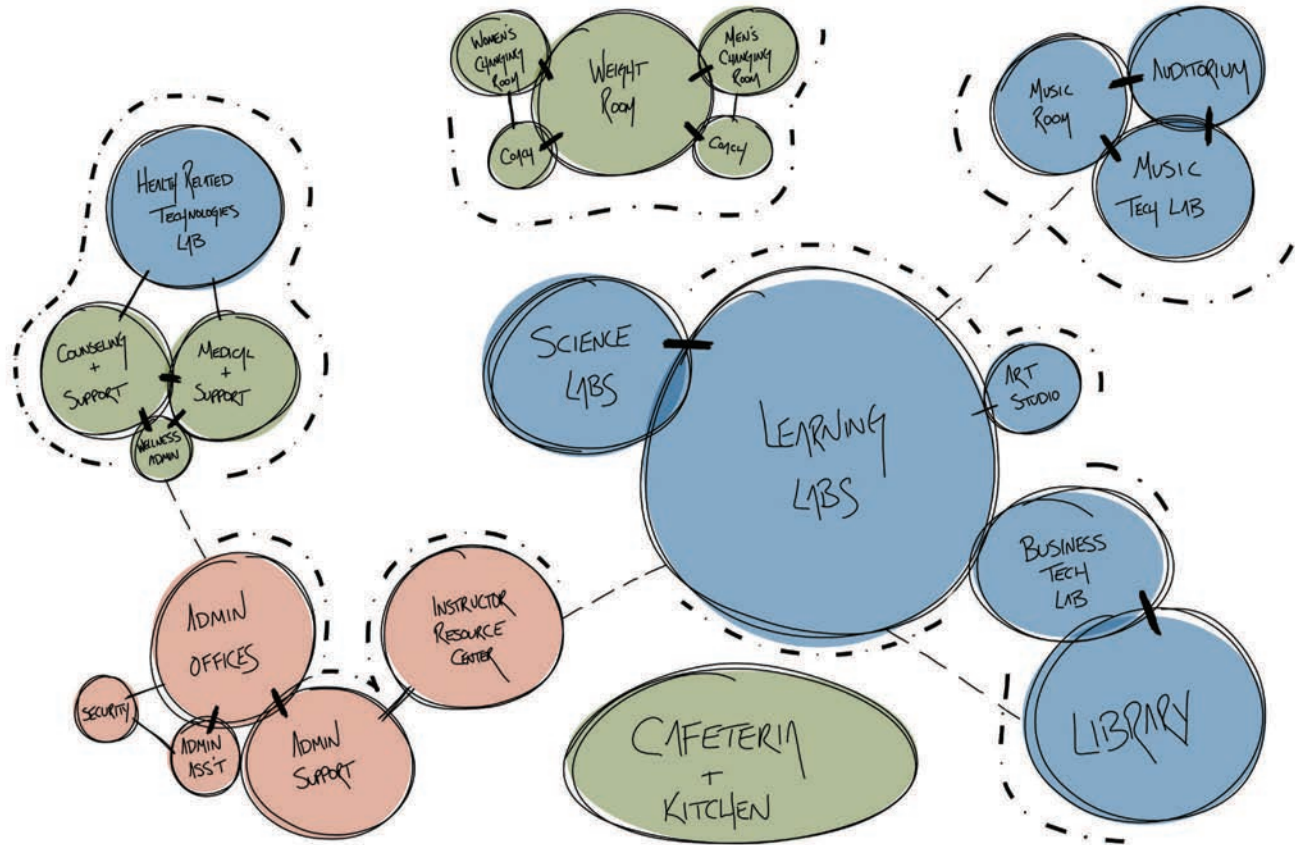 WOMEN'S
CHANGING
ROOM
WEIGHT
ROOM
MEN'S
CHANGING
ROOM
COACH
COACH
MUSIC
ROOM
AUDITORIUM
MUSIC
TECH LAB
HEALTH RELATED
TECHNOLOGIES
LAB
COUNSELING
+
SUPPORT
MEDICAL
+
SUPPORT
WELLNESS
ADMIN
SCIENCE
LABS
LEARNING
LABS
ART
STUDIO
BUSINESS
TECH
LAB
LIBRARY
ADMIN
OFFICES
INSTRUCTOR
RESOURCE
CENTER
SECURITY
ADMIN
ASS'T
ADMIN
SUPPORT
CAFETERIA
+
KITCHEN